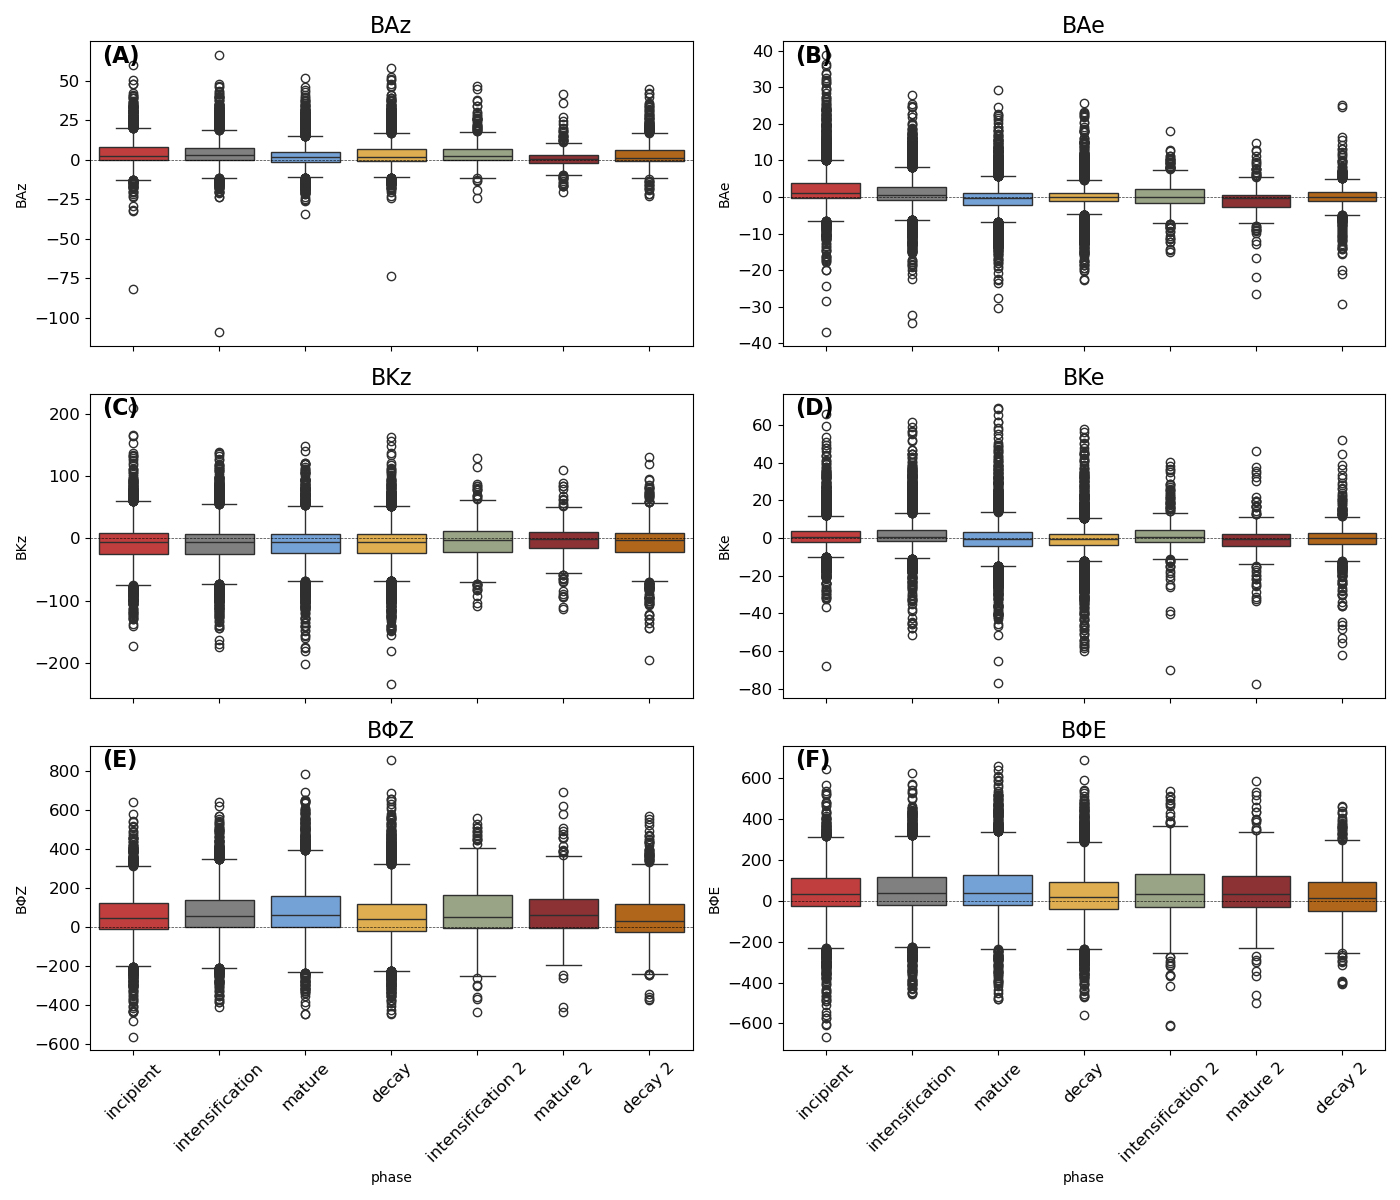 BAz
(A)
50
25
0
−25
−50
−75
−100
BAz
BAe
(B)
40
30
20
10
0
−10
−20
−30
−40
BAe
BKz
(C)
200
100
0
−100
−200
BKz
BKe
(D)
60
40
20
0
−20
−40
−60
−80
BKe
BΦZ
(E)
800
600
400
200
0
−200
−400
−600
BΦZ
incipient
intensification
mature
decay
intensification 2
mature 2
decay 2
phase
BΦE
(F)
600
400
200
0
−200
−400
−600
BΦE
incipient
intensification
mature
decay
intensification 2
mature 2
decay 2
phase